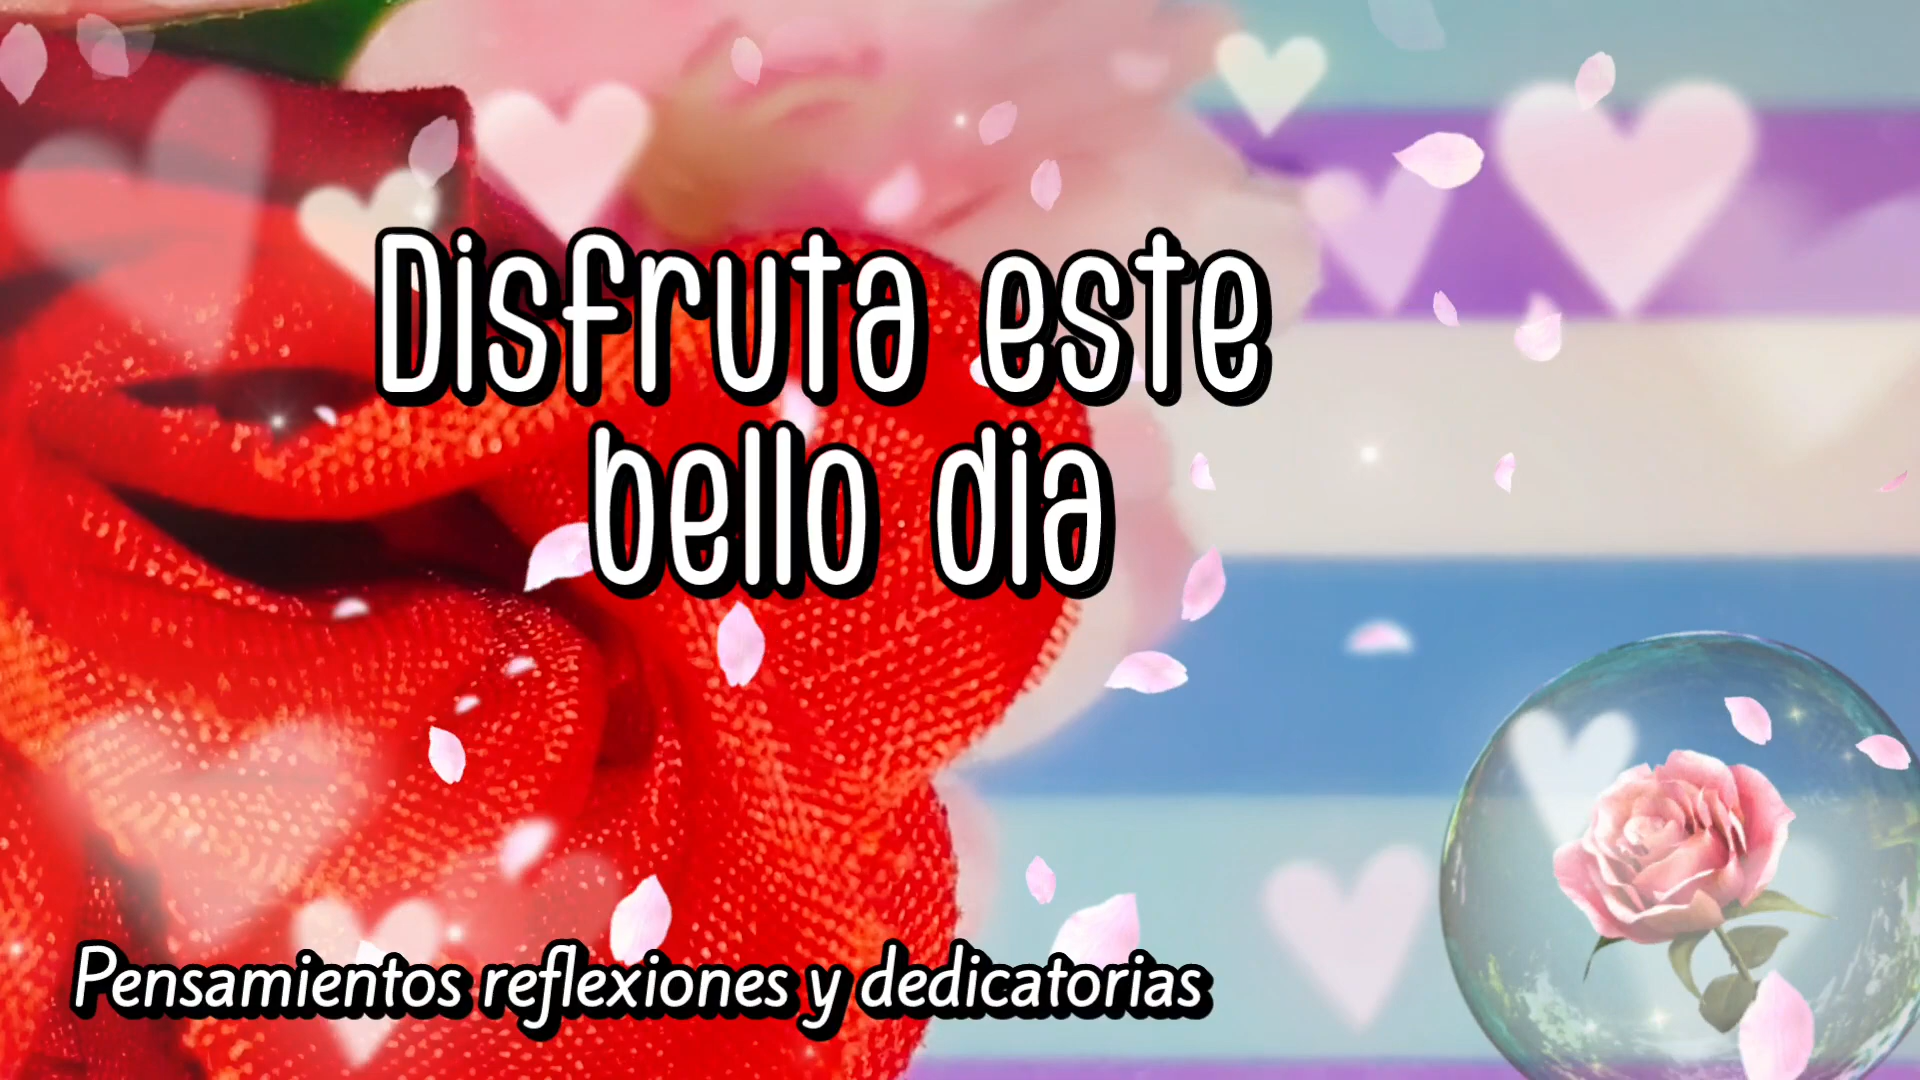 Disfruta este
bello dia
Pensamientos reflexiones y dedicatorias